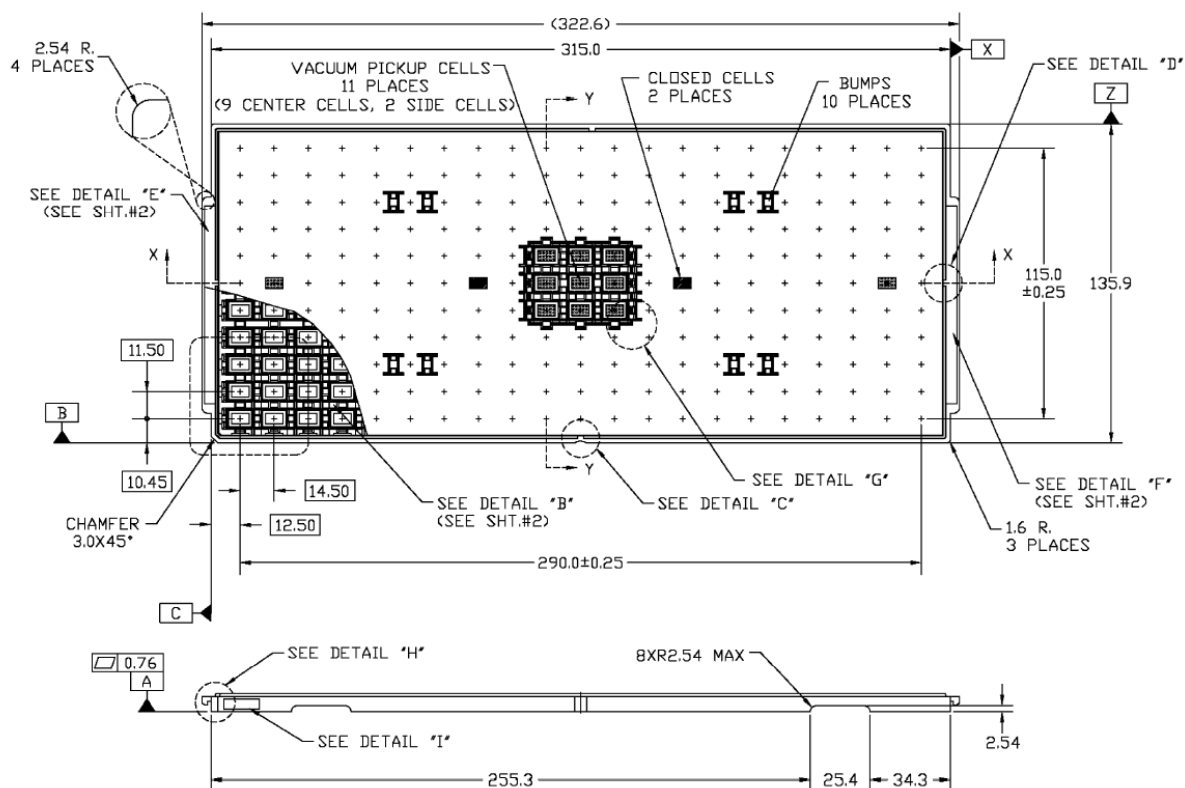 (322.6)
315.0
X
2.54 R.
4 PLACES
VACUUM PICKUP CELLS
11 PLACES
(9 CENTER CELLS, 2 SIDE CELLS)
Y
CLOSED CELLS
2 PLACES
BUMPS
10 PLACES
SEE DETAIL "D"
Z
SEE DETAIL "E"
(SEE SHT.#2)
X
X
115.0
±0.25
135.9
11.50
B
10.45
14.50
12.50
CHAMFER
3.0X45°
SEE DETAIL "B"
(SEE SHT.#2)
Y
SEE DETAIL "C"
SEE DETAIL "G"
SEE DETAIL "F"
(SEE SHT.#2)
1.6 R.
3 PLACES
290.0±0.25
C
⏥ 0.76
A
SEE DETAIL "H"
8XR2.54 MAX
SEE DETAIL "I"
2.54
255.3
25.4
34.3